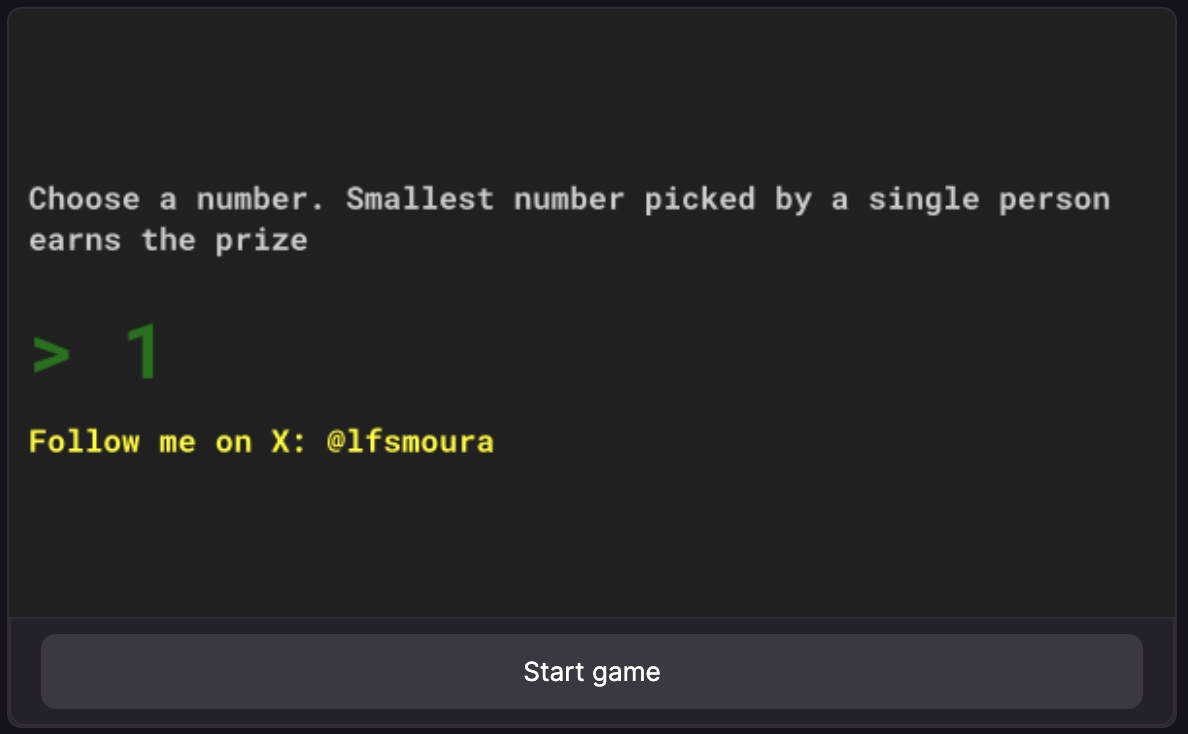 Choose a number. Smallest number picked by a single person
earns the prize
> 1
Follow me on X: @lfsmoura
Start game